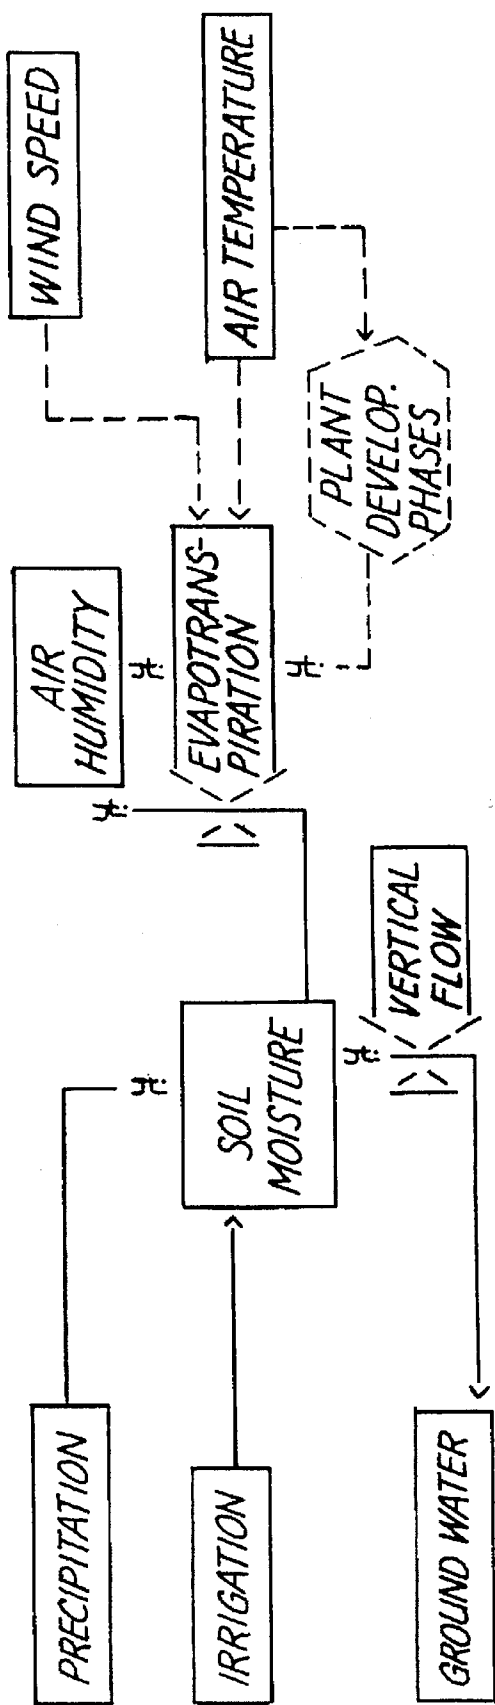 PRECIPITATION
IRRIGATION
GROUND WATER
SOIL
MOISTURE
VERTICAL
FLOW
AIR
HUMIDITY
EVAPOTRANS-
PIRATION
PLANT
DEVELOP.
PHASES
WIND SPEED
AIR TEMPERATURE